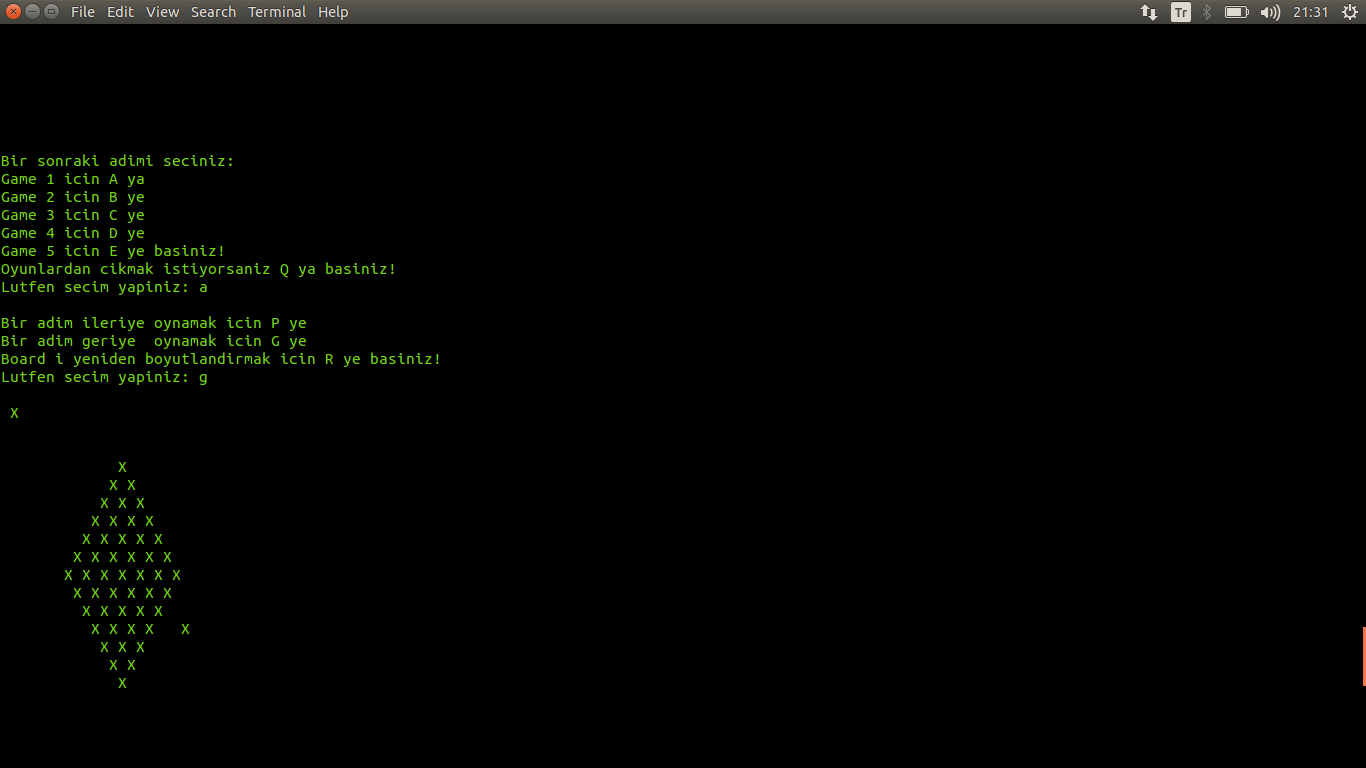 File Edit View Search Terminal Help Tr 21:31
Bir sonraki adimi seciniz:
Game 1 icin A ya
Game 2 icin B ye
Game 3 icin C ye
Game 4 icin D ye
Game 5 icin E ye basiniz!
Oyunlardan cikmak istiyorsaniz Q ya basiniz!
Lutfen secim yapiniz: a
Bir adim ileriye oynamak icin P ye
Bir adim geriye  oynamak icin G ye
Board i yeniden boyutlandirmak icin R ye basiniz!
Lutfen secim yapiniz: g
 X
             X
            X X
           X X X
          X X X X
         X X X X X
        X X X X X X
       X X X X X X X
        X X X X X X
         X X X X X
          X X X X   X
           X X X
            X X
             X